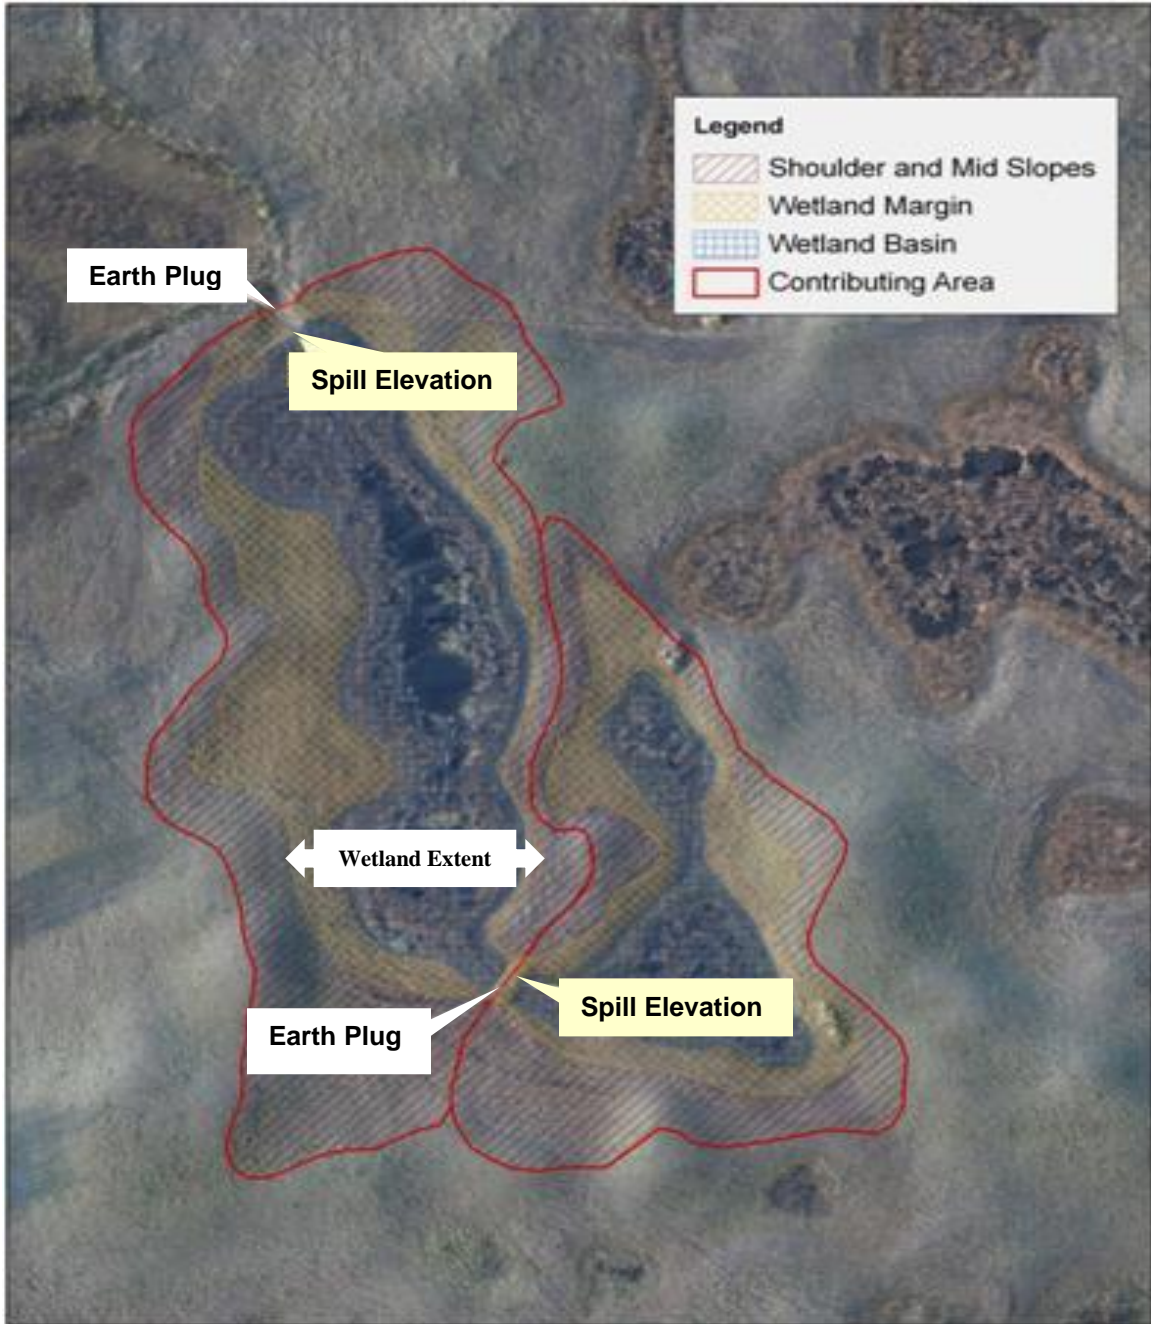 Legend
Shoulder and Mid Slopes
Wetland Margin
Wetland Basin
Contributing Area
Earth Plug
Spill Elevation
Wetland Extent
Spill Elevation
Earth Plug